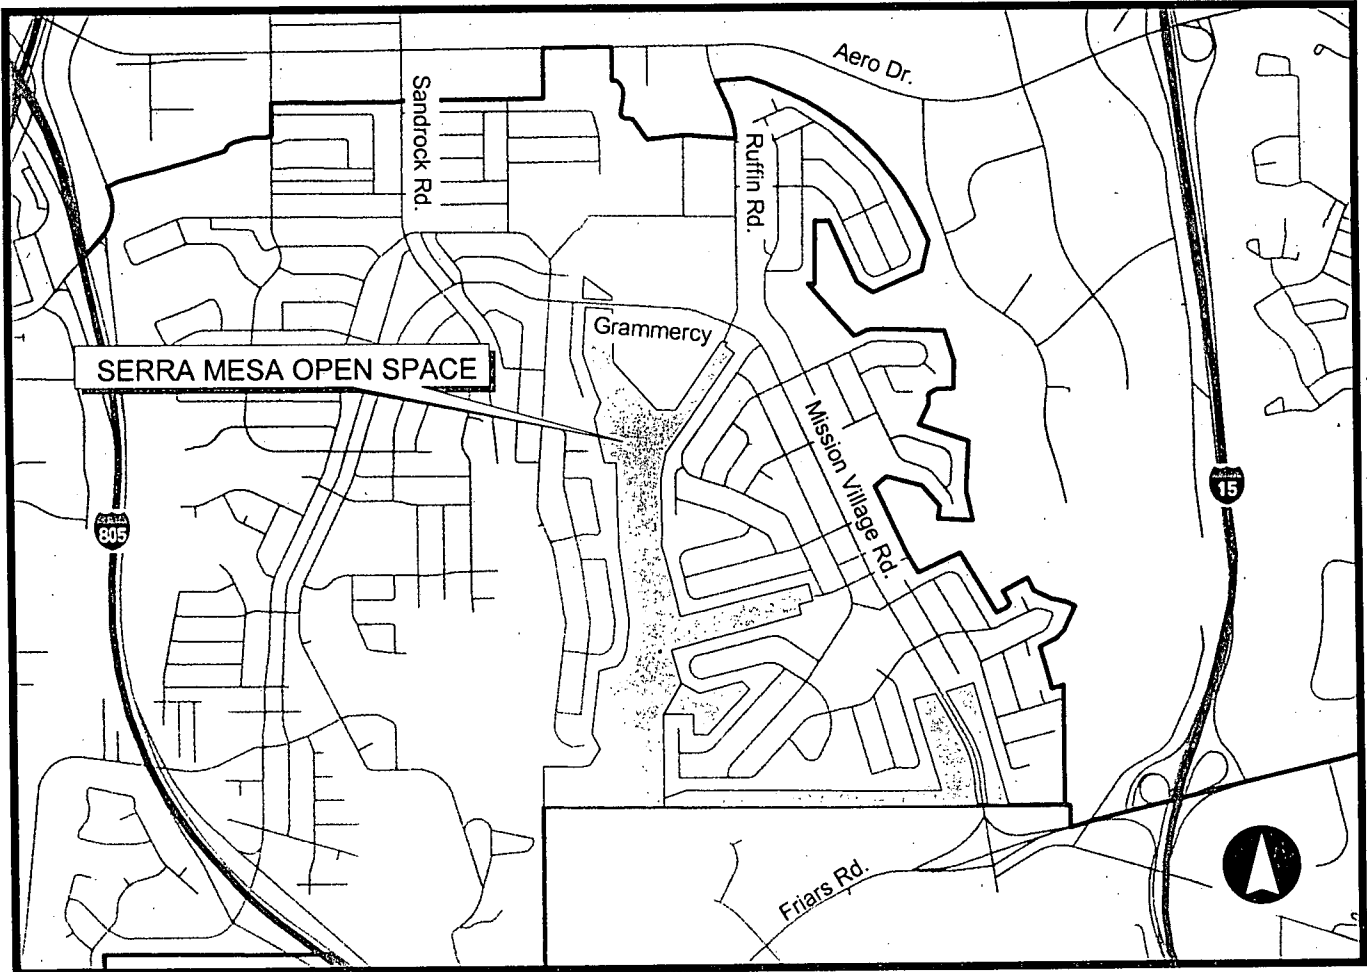 Aero Dr.
Sandrock Rd.
Ruffin Rd.
Grammercy
SERRA MESA OPEN SPACE
Mission Village Rd.
15
805
Friars Rd.